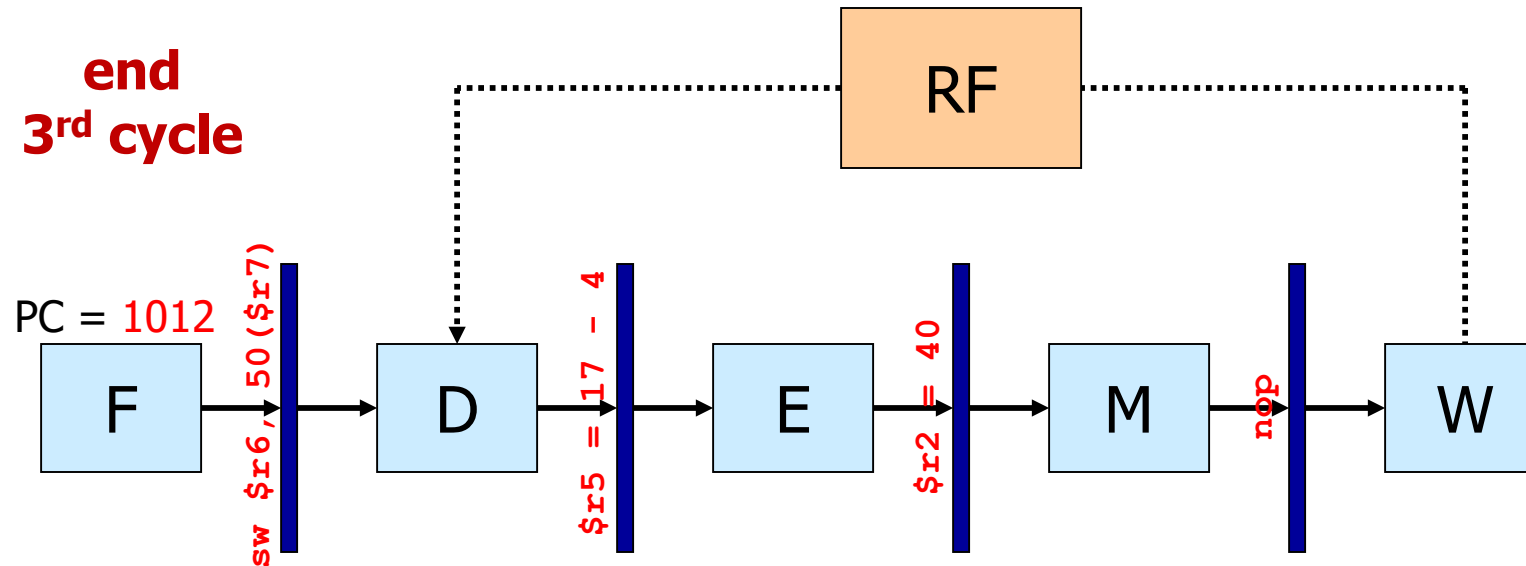 end
3rd cycle
RF
PC = 1012
F
sw $r6,50($r7)
D
$r5 = 17 - 4
E
$r2 = 40
M
nop
W